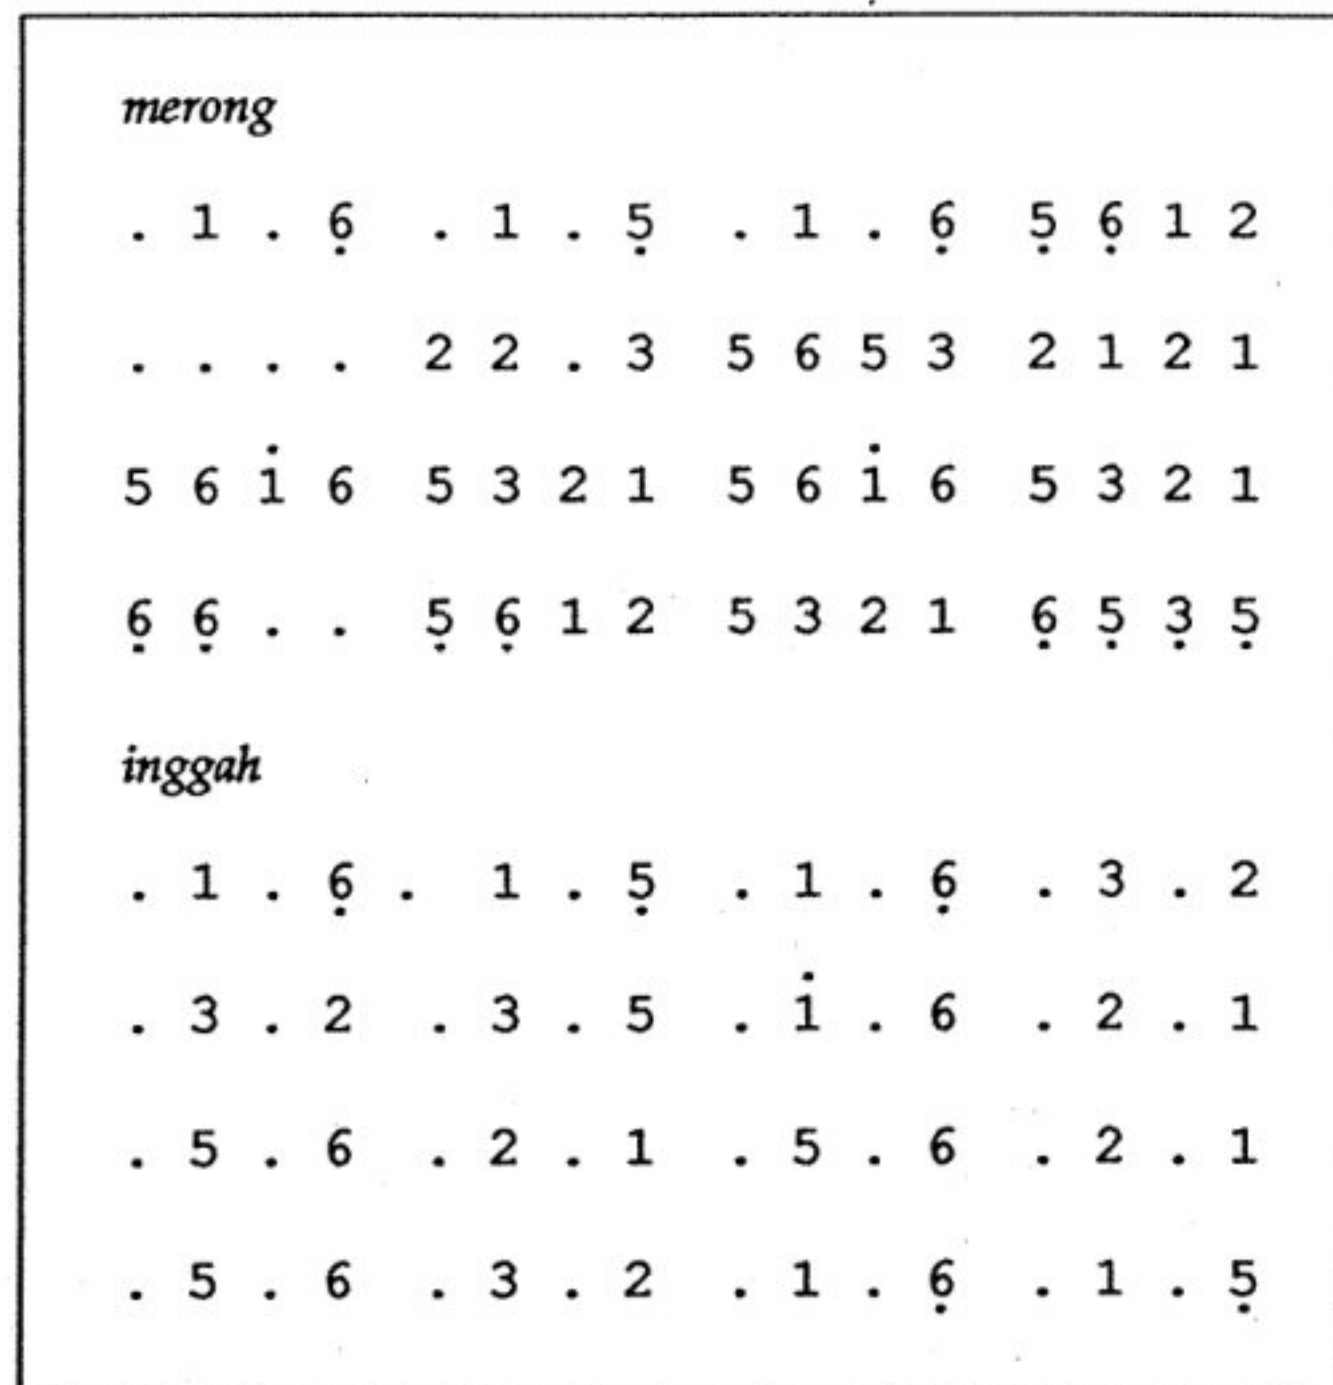 merong
. 1 . 6̣ . 1 . 5̣ . 1 . 6̣ 5̣ 6̣ 1 2
. . . . 2 2 . 3 5 6 5 3 2 1 2 1
5 6 1̇ 6 5 3 2 1 5 6 1̇ 6 5 3 2 1
6̣ 6̣ . . 5̣ 6̣ 1 2 5 3 2 1 6̣ 5̣ 3̣ 5̣
inggah
. 1 . 6̣ . 1 . 5̣ . 1 . 6̣ . 3 . 2
. 3 . 2 . 3 . 5 . 1̇ . 6 . 2 . 1
. 5 . 6 . 2 . 1 . 5 . 6 . 2 . 1
. 5 . 6 . 3 . 2 . 1 . 6̣ . 1 . 5̣